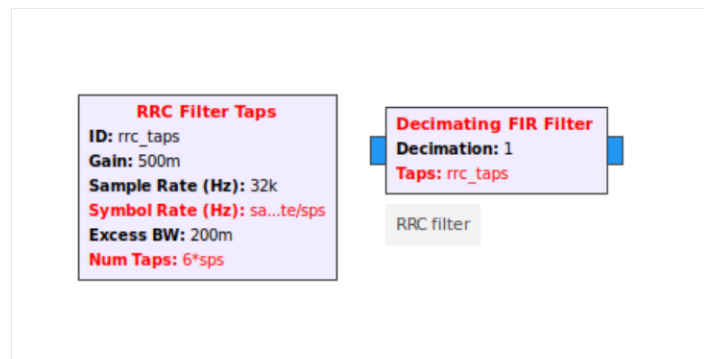 RRC Filter Taps
ID: rrc_taps
Gain: 500m
Sample Rate (Hz): 32k
Symbol Rate (Hz): sa...te/sps
Excess BW: 200m
Num Taps: 6*sps
Decimating FIR Filter
Decimation: 1
Taps: rrc_taps
RRC filter